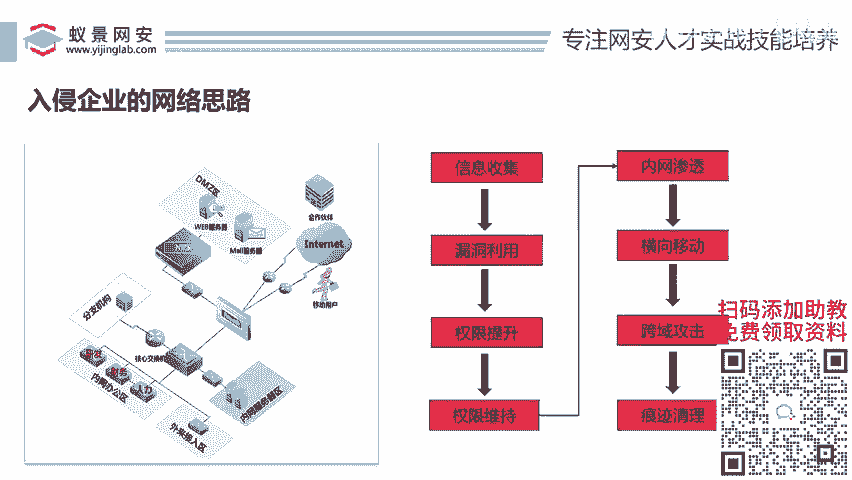 蚁景网安
www.yijinglab.com
专注网安人才实战技能培养
入侵企业的网络思路
DMZ区
WEB服务器
Mail服务器
合作伙伴
Internet
移动用户
分支机构
核心交换机
研发
财务
人力
内网办公区
内网服务器区
外来接入区
信息收集
漏洞利用
权限提升
权限维持
内网渗透
横向移动
跨域攻击
痕迹清理
扫码添加助教
免费领取资料